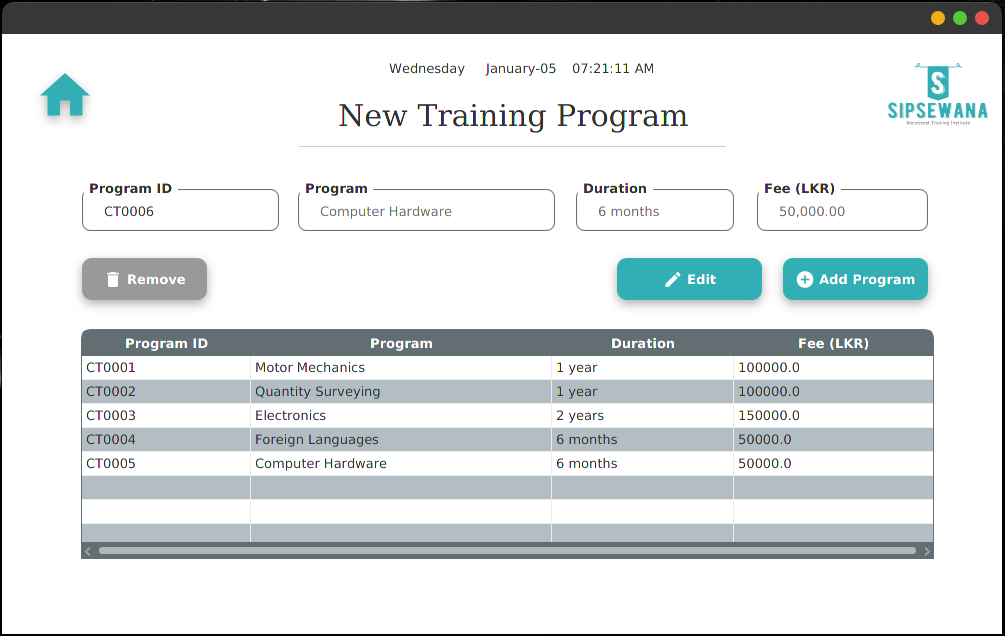 Wednesday January-05 07:21:11 AM
S
SIPSEWANA
Vocational Training Institute
New Training Program
Program ID Program Duration Fee (LKR)
CT0006 Computer Hardware 6 months 50,000.00
Remove Edit Add Program
Program ID Program Duration Fee (LKR)
CT0001 Motor Mechanics 1 year 100000.0
CT0002 Quantity Surveying 1 year 100000.0
CT0003 Electronics 2 years 150000.0
CT0004 Foreign Languages 6 months 50000.0
CT0005 Computer Hardware 6 months 50000.0